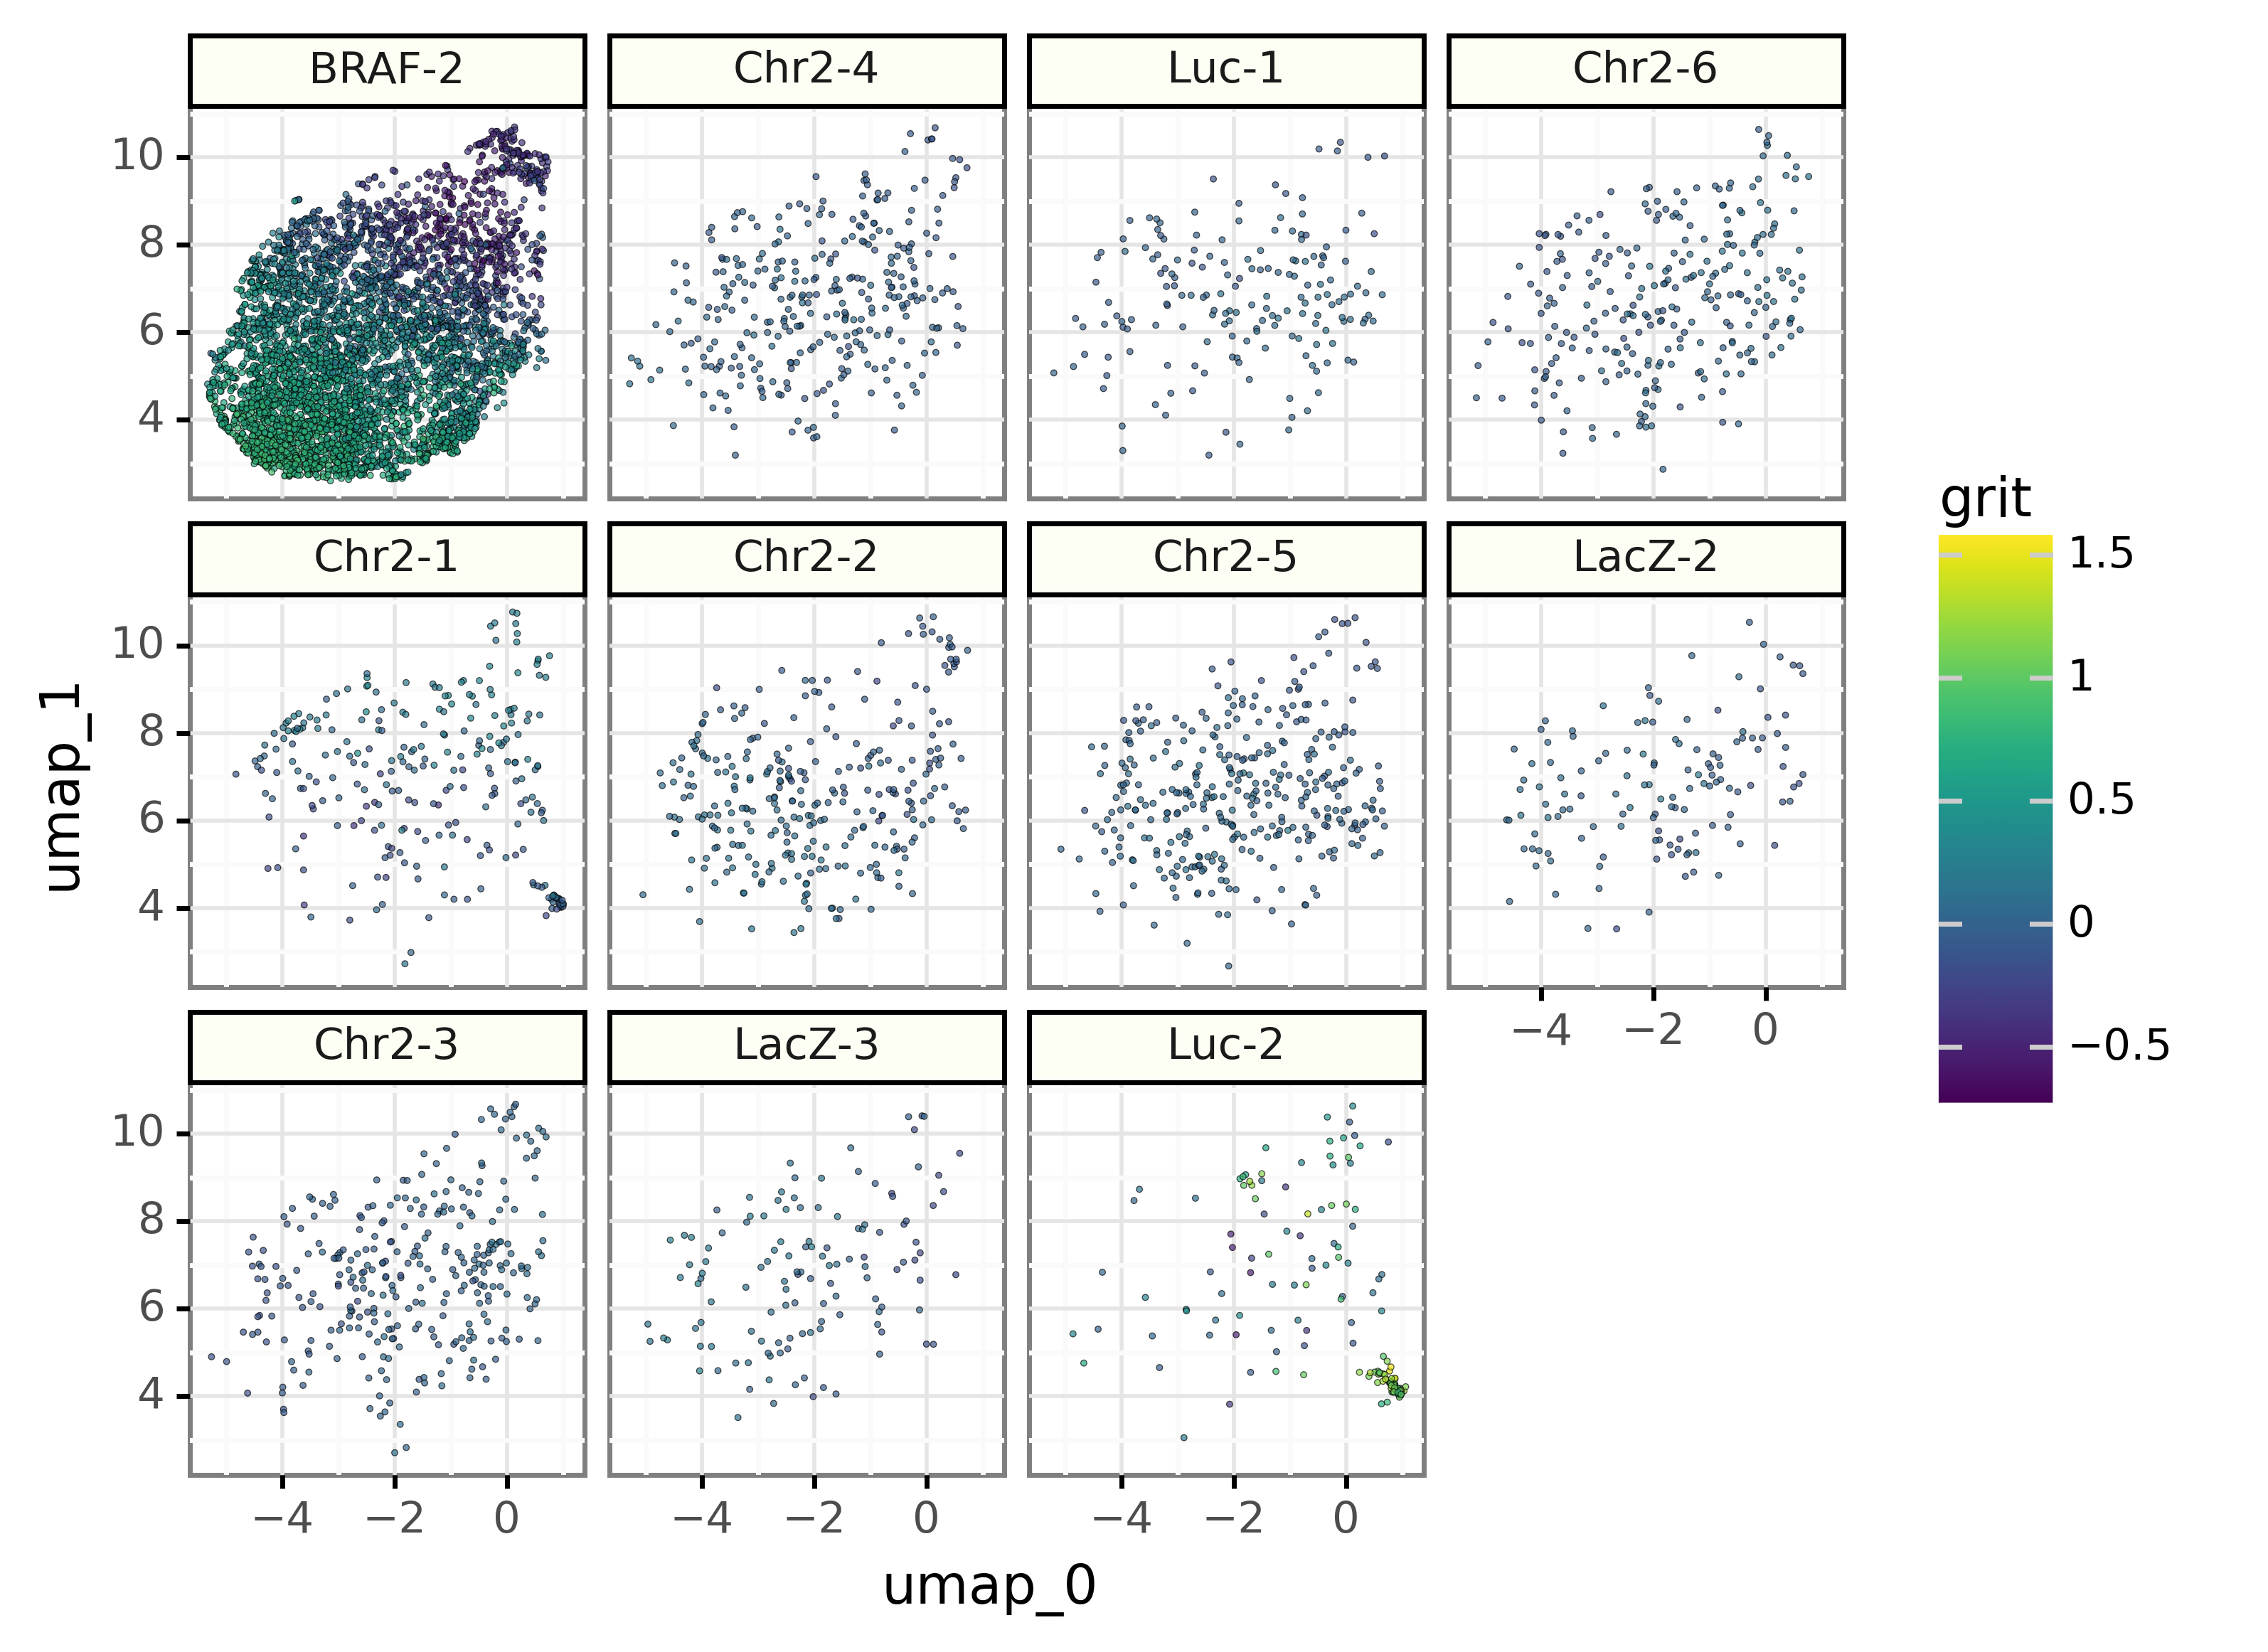 BRAF-2 Chr2-4 Luc-1 Chr2-6
10
8
6
4
Chr2-1 Chr2-2 Chr2-5 LacZ-2
10
8
6
4
−4 −2 0
Chr2-3 LacZ-3 Luc-2
10
8
6
4
−4 −2 0 −4 −2 0 −4 −2 0
umap_0
umap_1
grit
1.5
1
0.5
0
−0.5